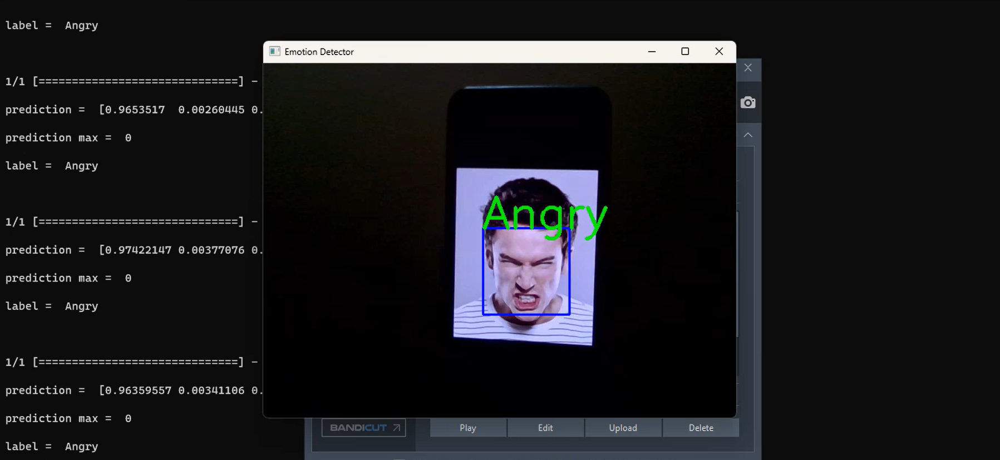 label =  Angry
1/1 [==============================] -
prediction =  [0.9653517  0.00260445 0.
prediction max =  0
label =  Angry
1/1 [==============================] -
prediction =  [0.97422147 0.00377076 0.
prediction max =  0
label =  Angry
1/1 [==============================] -
prediction =  [0.96359557 0.00341106 0.
prediction max =  0
label =  Angry
Emotion Detector
Angry
BANDICUT
Play
Edit
Upload
Delete